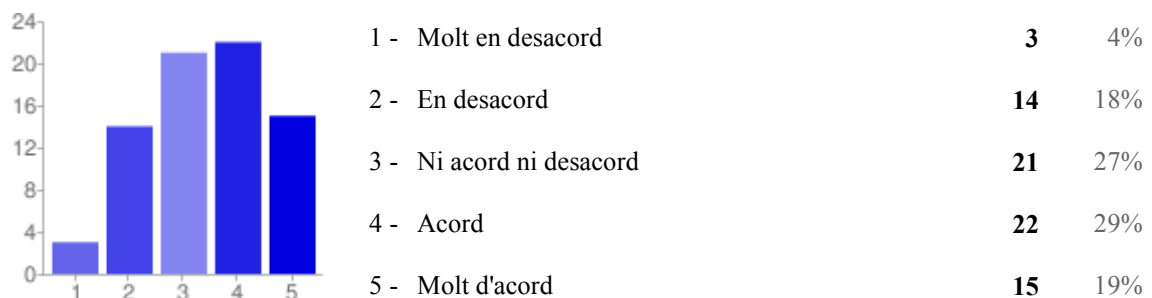 24
20
16
12
8
4
0
1 2 3 4 5
1 - Molt en desacord 3 4%
2 - En desacord 14 18%
3 - Ni acord ni desacord 21 27%
4 - Acord 22 29%
5 - Molt d'acord 15 19%